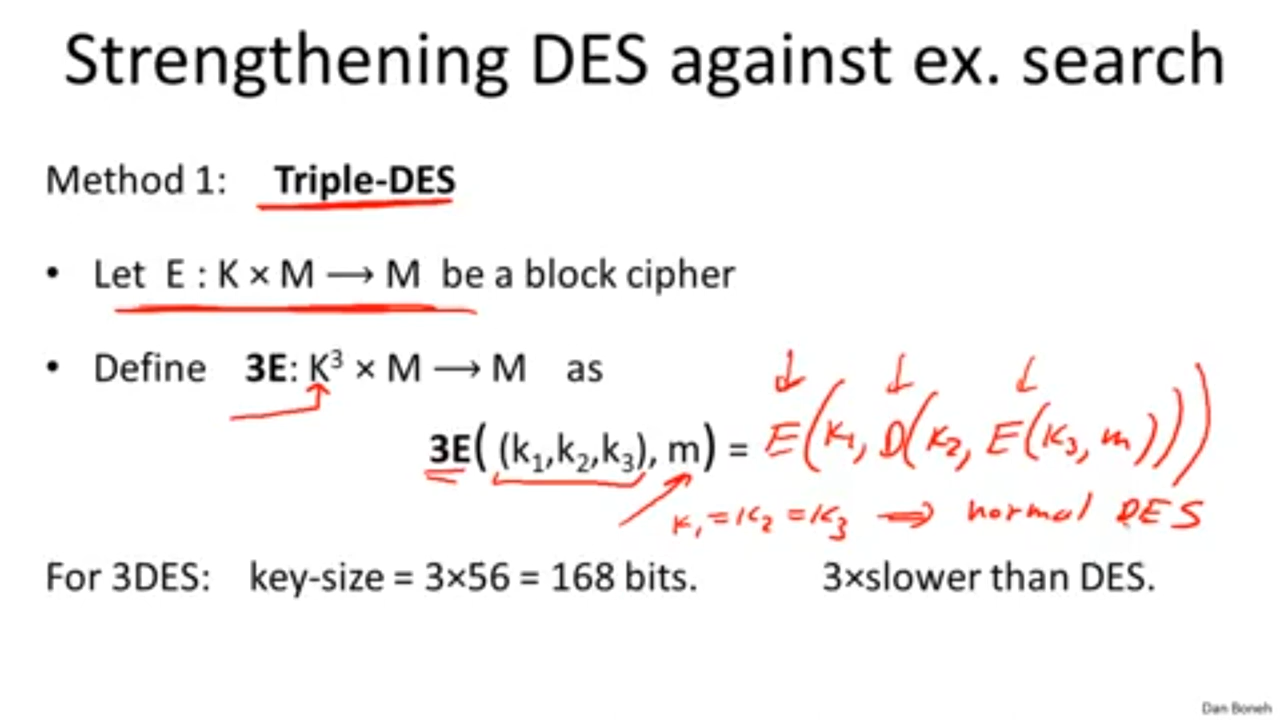 Strengthening DES against ex. search
Method 1: Triple-DES
• Let E : K × M ⟶ M be a block cipher
• Define 3E: K³ × M ⟶ M as
3E( (k₁,k₂,k₃), m) = E(K₁, D(K₂, E(K₃, m)))
K₁=K₂=K₃ ⇒ normal DES
For 3DES: key-size = 3×56 = 168 bits. 3×slower than DES.
Dan Boneh